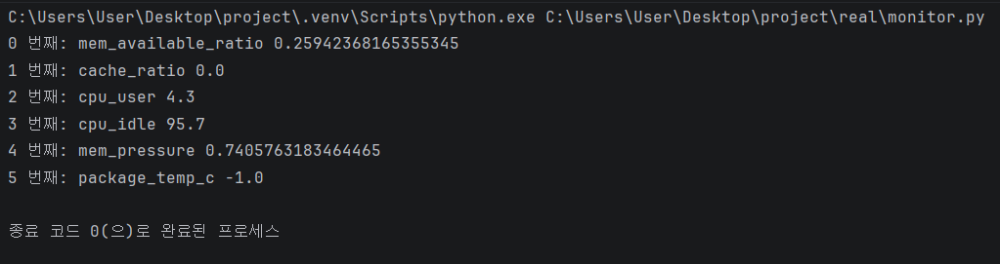 C:\Users\User\Desktop\project\.venv\Scripts\python.exe C:\Users\User\Desktop\project\real\monitor.py
0 번째: mem_available_ratio 0.25942368165355345
1 번째: cache_ratio 0.0
2 번째: cpu_user 4.3
3 번째: cpu_idle 95.7
4 번째: mem_pressure 0.7405763183464465
5 번째: package_temp_c -1.0
종료 코드 0(으)로 완료된 프로세스